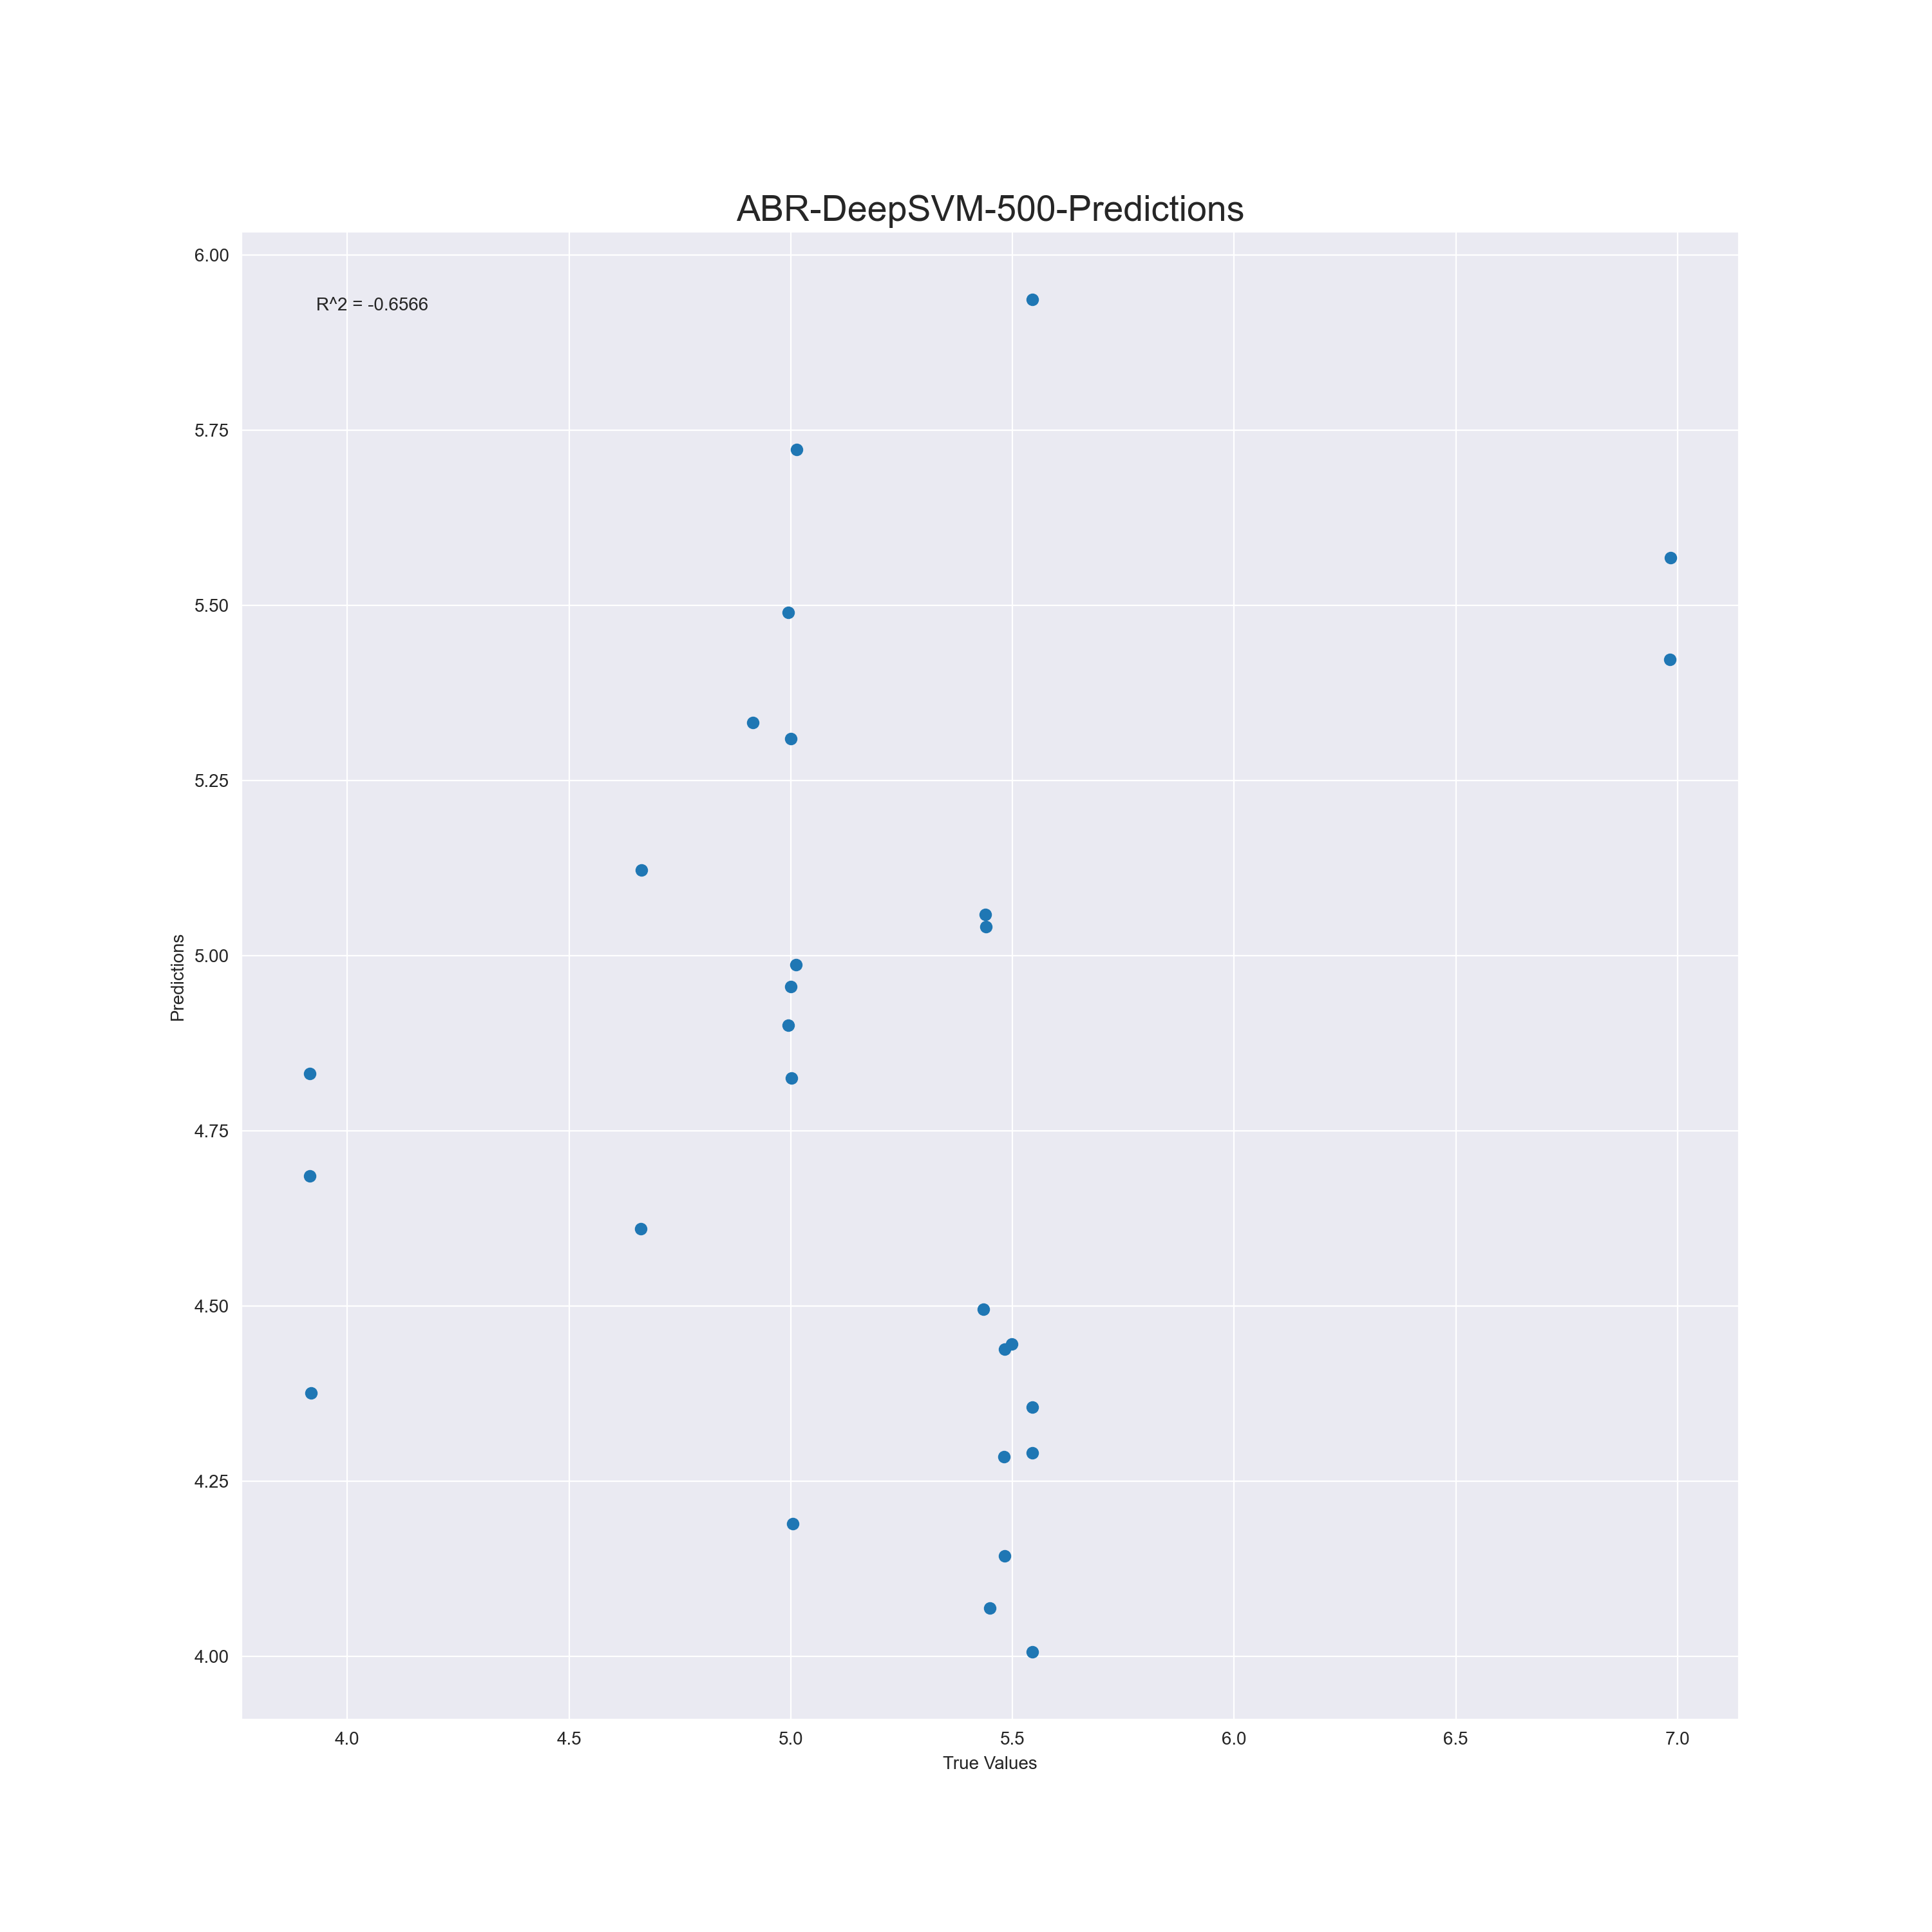 ABR-DeepSVM-500-Predictions
6.00
R^2 = -0.6566
5.75
5.50
5.25
5.00
Predictions
4.75
4.50
4.25
4.00
4.0 4.5 5.0 5.5 6.0 6.5 7.0
True Values